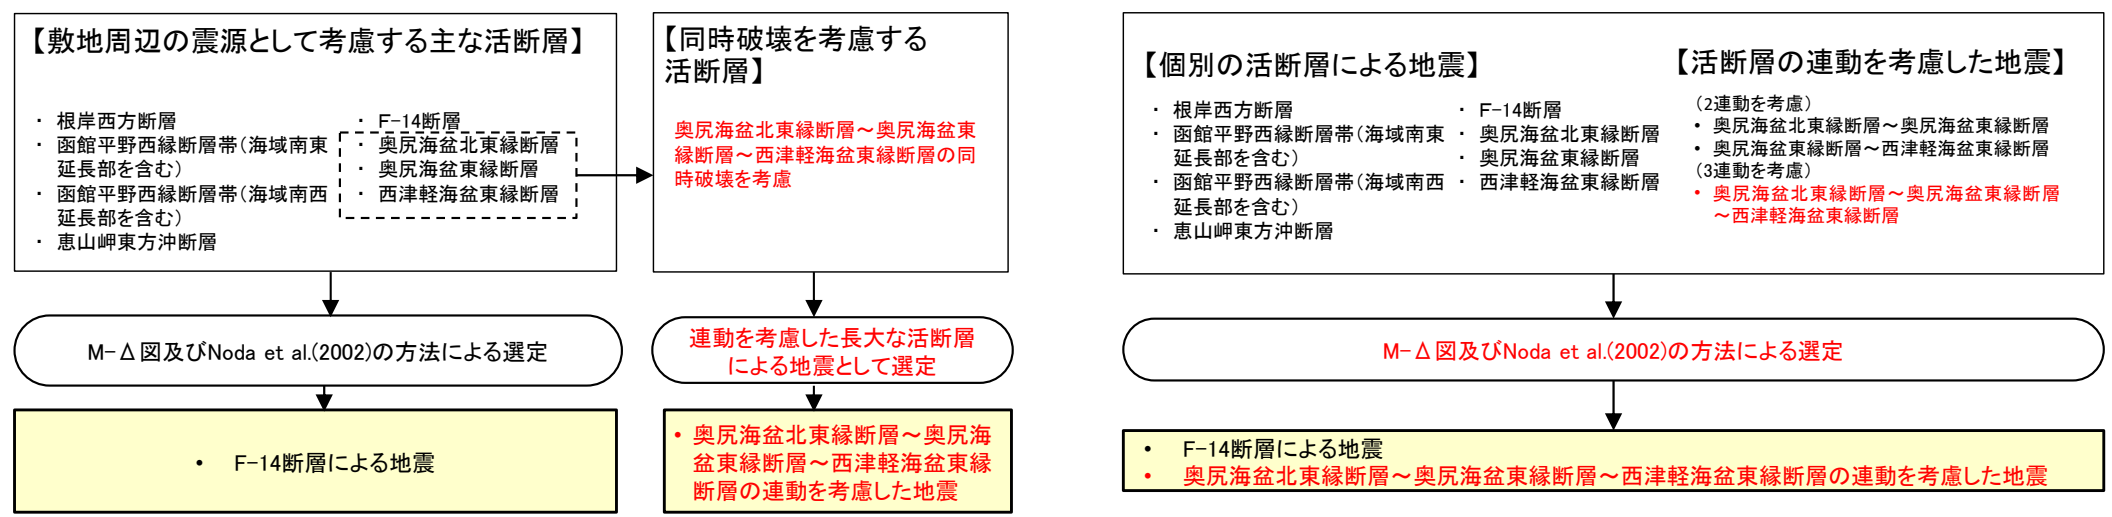 【敷地周辺の震源として考慮する主な活断層】
・ 根岸西方断層
・ 函館平野西縁断層帯(海域南東
延長部を含む)
・ 函館平野西縁断層帯(海域南西
延長部を含む)
・ 恵山岬東方沖断層
・ F-14断層
・ 奥尻海盆北東縁断層
・ 奥尻海盆東縁断層
・ 西津軽海盆東縁断層
【同時破壊を考慮する
活断層】
奥尻海盆北東縁断層～奥尻海盆東
縁断層～西津軽海盆東縁断層の同
時破壊を考慮
M-Δ図及びNoda et al.(2002)の方法による選定
連動を考慮した長大な活断層
による地震として選定
• F-14断層による地震
• 奥尻海盆北東縁断層～奥尻海
盆東縁断層～西津軽海盆東縁
断層の連動を考慮した地震
【個別の活断層による地震】
・ 根岸西方断層
・ 函館平野西縁断層帯(海域南東
延長部を含む)
・ 函館平野西縁断層帯(海域南西
延長部を含む)
・ 恵山岬東方沖断層
・ F-14断層
・ 奥尻海盆北東縁断層
・ 奥尻海盆東縁断層
・ 西津軽海盆東縁断層
【活断層の連動を考慮した地震】
(2連動を考慮)
• 奥尻海盆北東縁断層～奥尻海盆東縁断層
• 奥尻海盆東縁断層～西津軽海盆東縁断層
(3連動を考慮)
• 奥尻海盆北東縁断層～奥尻海盆東縁断層
～西津軽海盆東縁断層
M-Δ図及びNoda et al.(2002)の方法による選定
• F-14断層による地震
• 奥尻海盆北東縁断層～奥尻海盆東縁断層～西津軽海盆東縁断層の連動を考慮した地震